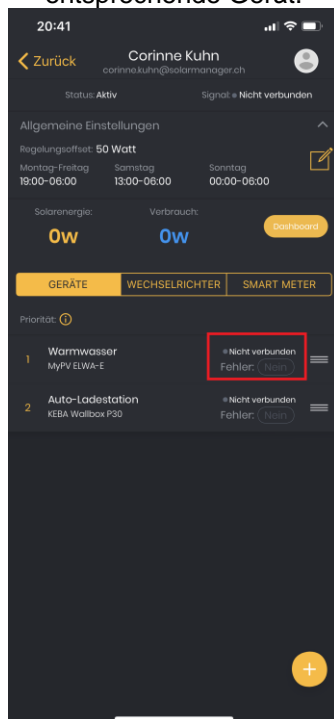 entsprechende Gerät.
20:41
Zurück
Corinne Kuhn
corinne.kuhn@solarmanager.ch
Status: Aktiv
Signal: Nicht verbunden
Allgemeine Einstellungen
Regelungsoffset: 50 Watt
Montag-Freitag Samstag Sonntag
19:00-06:00 13:00-06:00 00:00-06:00
Solarenergie: Verbrauch:
0W 0W
Dashboard
GERÄTE WECHSELRICHTER SMART METER
Priorität: i
1 Warmwasser Nicht verbunden
MyPV ELWA-E Fehler: Nein
2 Auto-Ladestation Nicht verbunden
KEBA Wallbox P30 Fehler: Nein
+